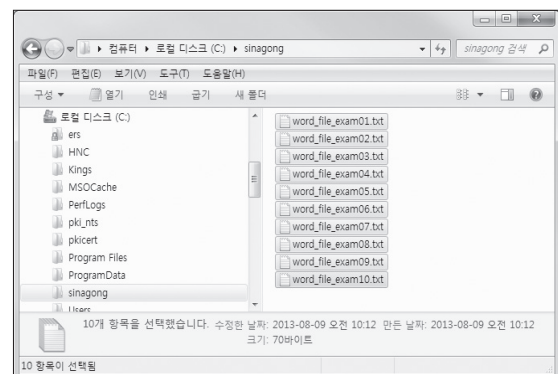 컴퓨터 ▸ 로컬 디스크 (C:) ▸ sinagong
sinagong 검색
파일(F) 편집(E) 보기(V) 도구(T) 도움말(H)
구성 ▼ 열기 인쇄 굽기 새 폴더
로컬 디스크 (C:)
ers
HNC
Kings
MSOCache
PerfLogs
pki_nts
pkicert
Program Files
ProgramData
sinagong
Users
word_file_exam01.txt
word_file_exam02.txt
word_file_exam03.txt
word_file_exam04.txt
word_file_exam05.txt
word_file_exam06.txt
word_file_exam07.txt
word_file_exam08.txt
word_file_exam09.txt
word_file_exam10.txt
10개 항목을 선택했습니다. 수정한 날짜: 2013-08-09 오전 10:12 만든 날짜: 2013-08-09 오전 10:12
크기: 70바이트
10 항목이 선택됨